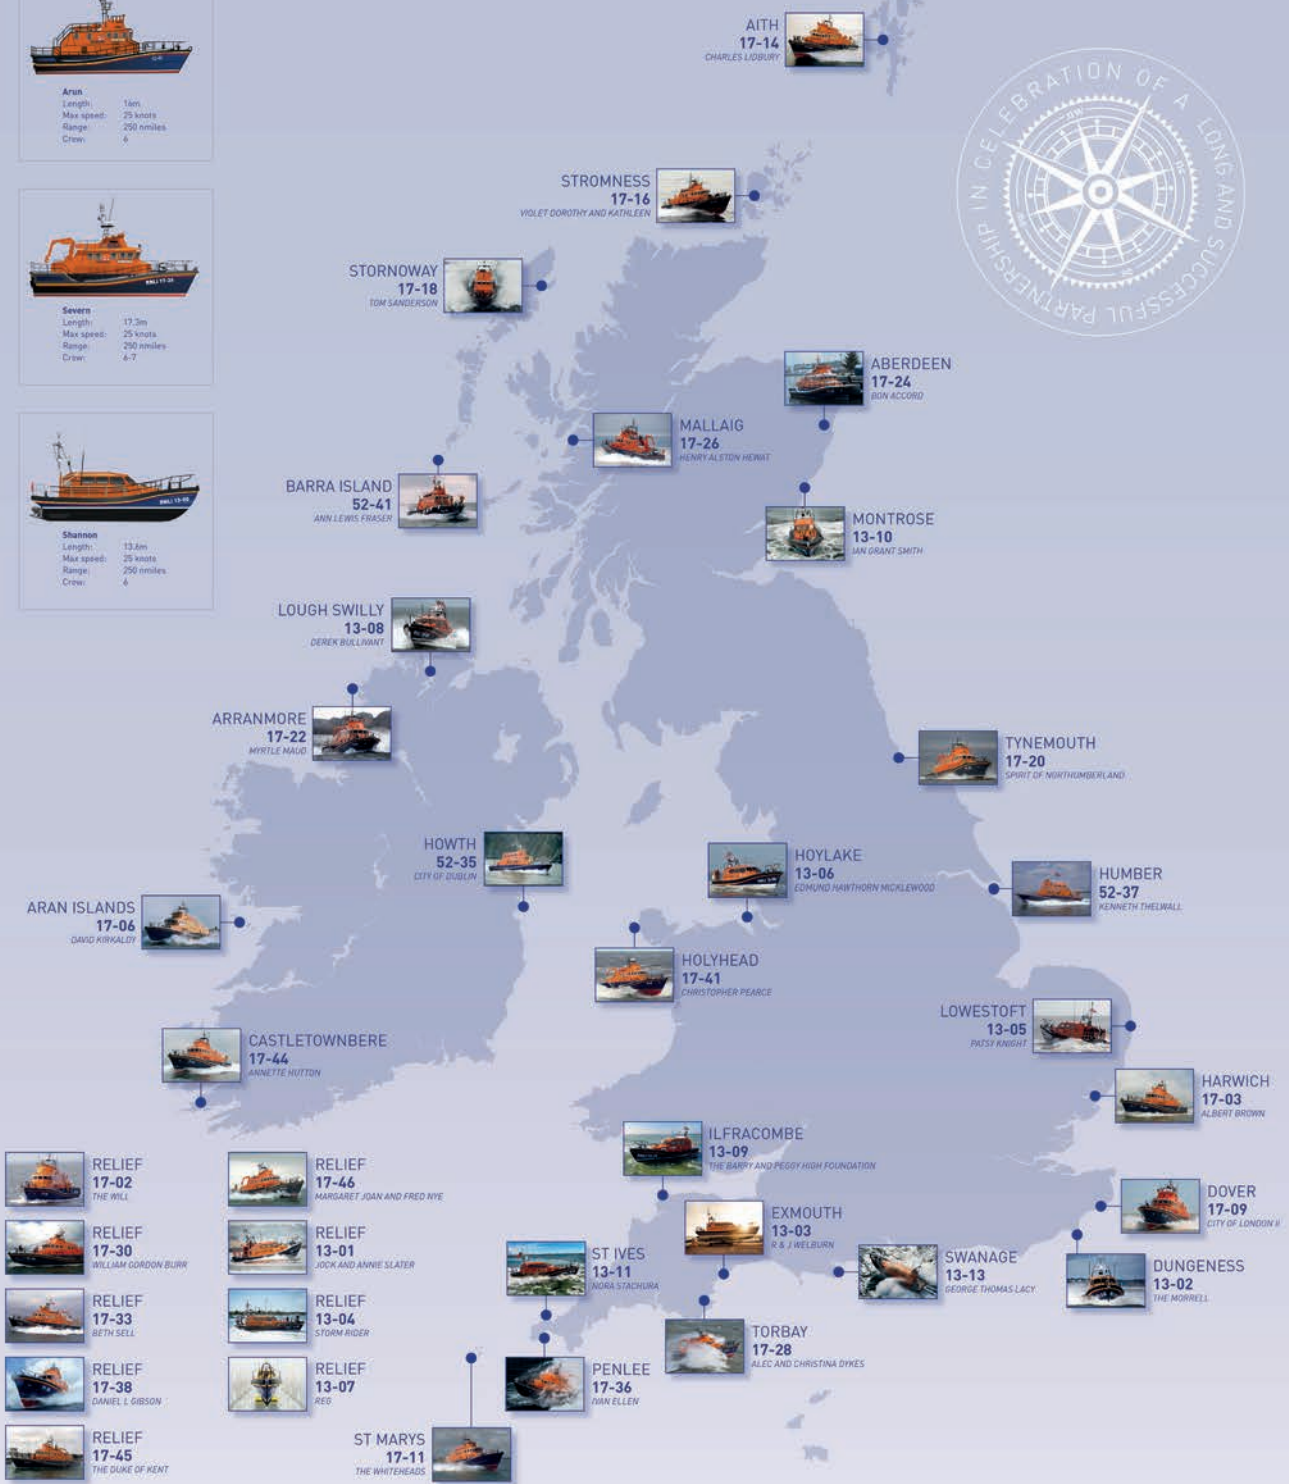 Arun
Length: 16m
Max speed: 25 knots
Range: 250 nmiles
Crew: 6
Severn
Length: 17.3m
Max speed: 25 knots
Range: 250 nmiles
Crew: 6-7
RNLI 13-05
Shannon
Length: 13.6m
Max speed: 25 knots
Range: 250 nmiles
Crew: 6
PARTNERSHIP IN CELEBRATION OF A LONG AND SUCCESSFUL
AITH
17-14
CHARLES LIDBURY
STROMNESS
17-16
VIOLET DOROTHY AND KATHLEEN
STORNOWAY
17-18
TOM SANDERSON
ABERDEEN
17-24
BON ACCORD
MALLAIG
17-26
HENRY ALSTON HEWAT
BARRA ISLAND
52-41
ANN LEWIS FRASER
MONTROSE
13-10
IAN GRANT SMITH
LOUGH SWILLY
13-08
DEREK BULLIVANT
ARRANMORE
17-22
MYRTLE MAUD
TYNEMOUTH
17-20
SPIRIT OF NORTHUMBERLAND
HOWTH
52-35
CITY OF DUBLIN
HOYLAKE
13-06
EDMUND HAWTHORN MICKLEWOOD
HUMBER
52-37
KENNETH THELWALL
ARAN ISLANDS
17-06
DAVID KIRKALDY
HOLYHEAD
17-41
CHRISTOPHER PEARCE
LOWESTOFT
13-05
PATSY KNIGHT
CASTLETOWNBERE
17-44
ANNETTE HUTTON
HARWICH
17-03
ALBERT BROWN
ILFRACOMBE
13-09
THE BARRY AND PEGGY HIGH FOUNDATION
DOVER
17-09
CITY OF LONDON II
EXMOUTH
13-03
R & J WELBURN
ST IVES
13-11
NORA STACHURA
SWANAGE
13-13
GEORGE THOMAS LACY
DUNGENESS
13-02
THE MORRELL
TORBAY
17-28
ALEC AND CHRISTINA DYKES
PENLEE
17-36
IVAN ELLEN
ST MARYS
17-11
THE WHITEHEADS
RELIEF
17-02
THE WILL
RELIEF
17-30
WILLIAM GORDON BURR
RELIEF
17-33
BETH SELL
RELIEF
17-38
DANIEL L GIBSON
RELIEF
17-45
THE DUKE OF KENT
RELIEF
17-46
MARGARET JOAN AND FRED NYE
RELIEF
13-01
JOCK AND ANNIE SLATER
RELIEF
13-04
STORM RIDER
RELIEF
13-07
REG